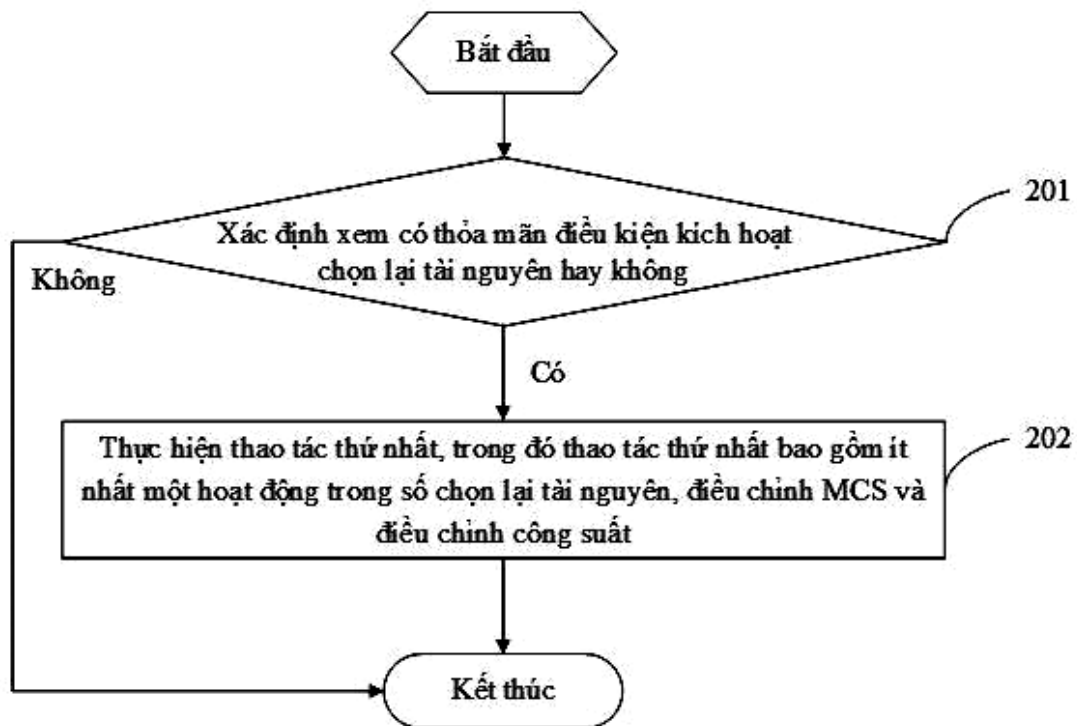 Bắt đầu
201
Xác định xem có thỏa mãn điều kiện kích hoạt
chọn lại tài nguyên hay không
Không
Có
202
Thực hiện thao tác thứ nhất, trong đó thao tác thứ nhất bao gồm ít
nhất một hoạt động trong số chọn lại tài nguyên, điều chỉnh MCS và
điều chỉnh công suất
Kết thúc